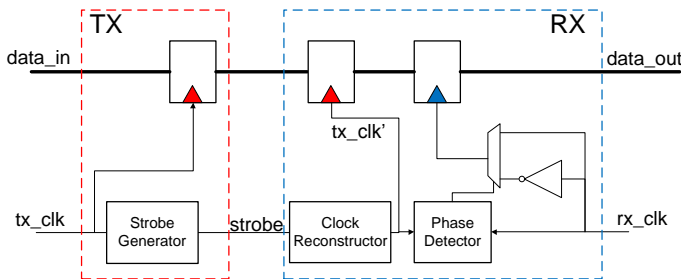 TX
RX
data_in
data_out
tx_clk'
tx_clk
Strobe
Generator
strobe
Clock
Reconstructor
Phase
Detector
rx_clk